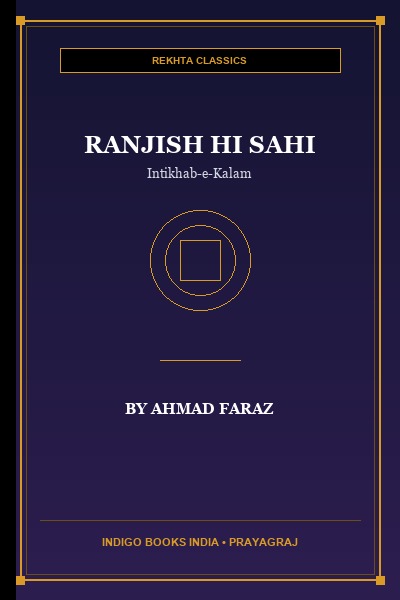 REKHTA CLASSICS
RANJISH HI SAHI
Intikhab-e-Kalam
BY AHMAD FARAZ
INDIGO BOOKS INDIA • PRAYAGRAJ